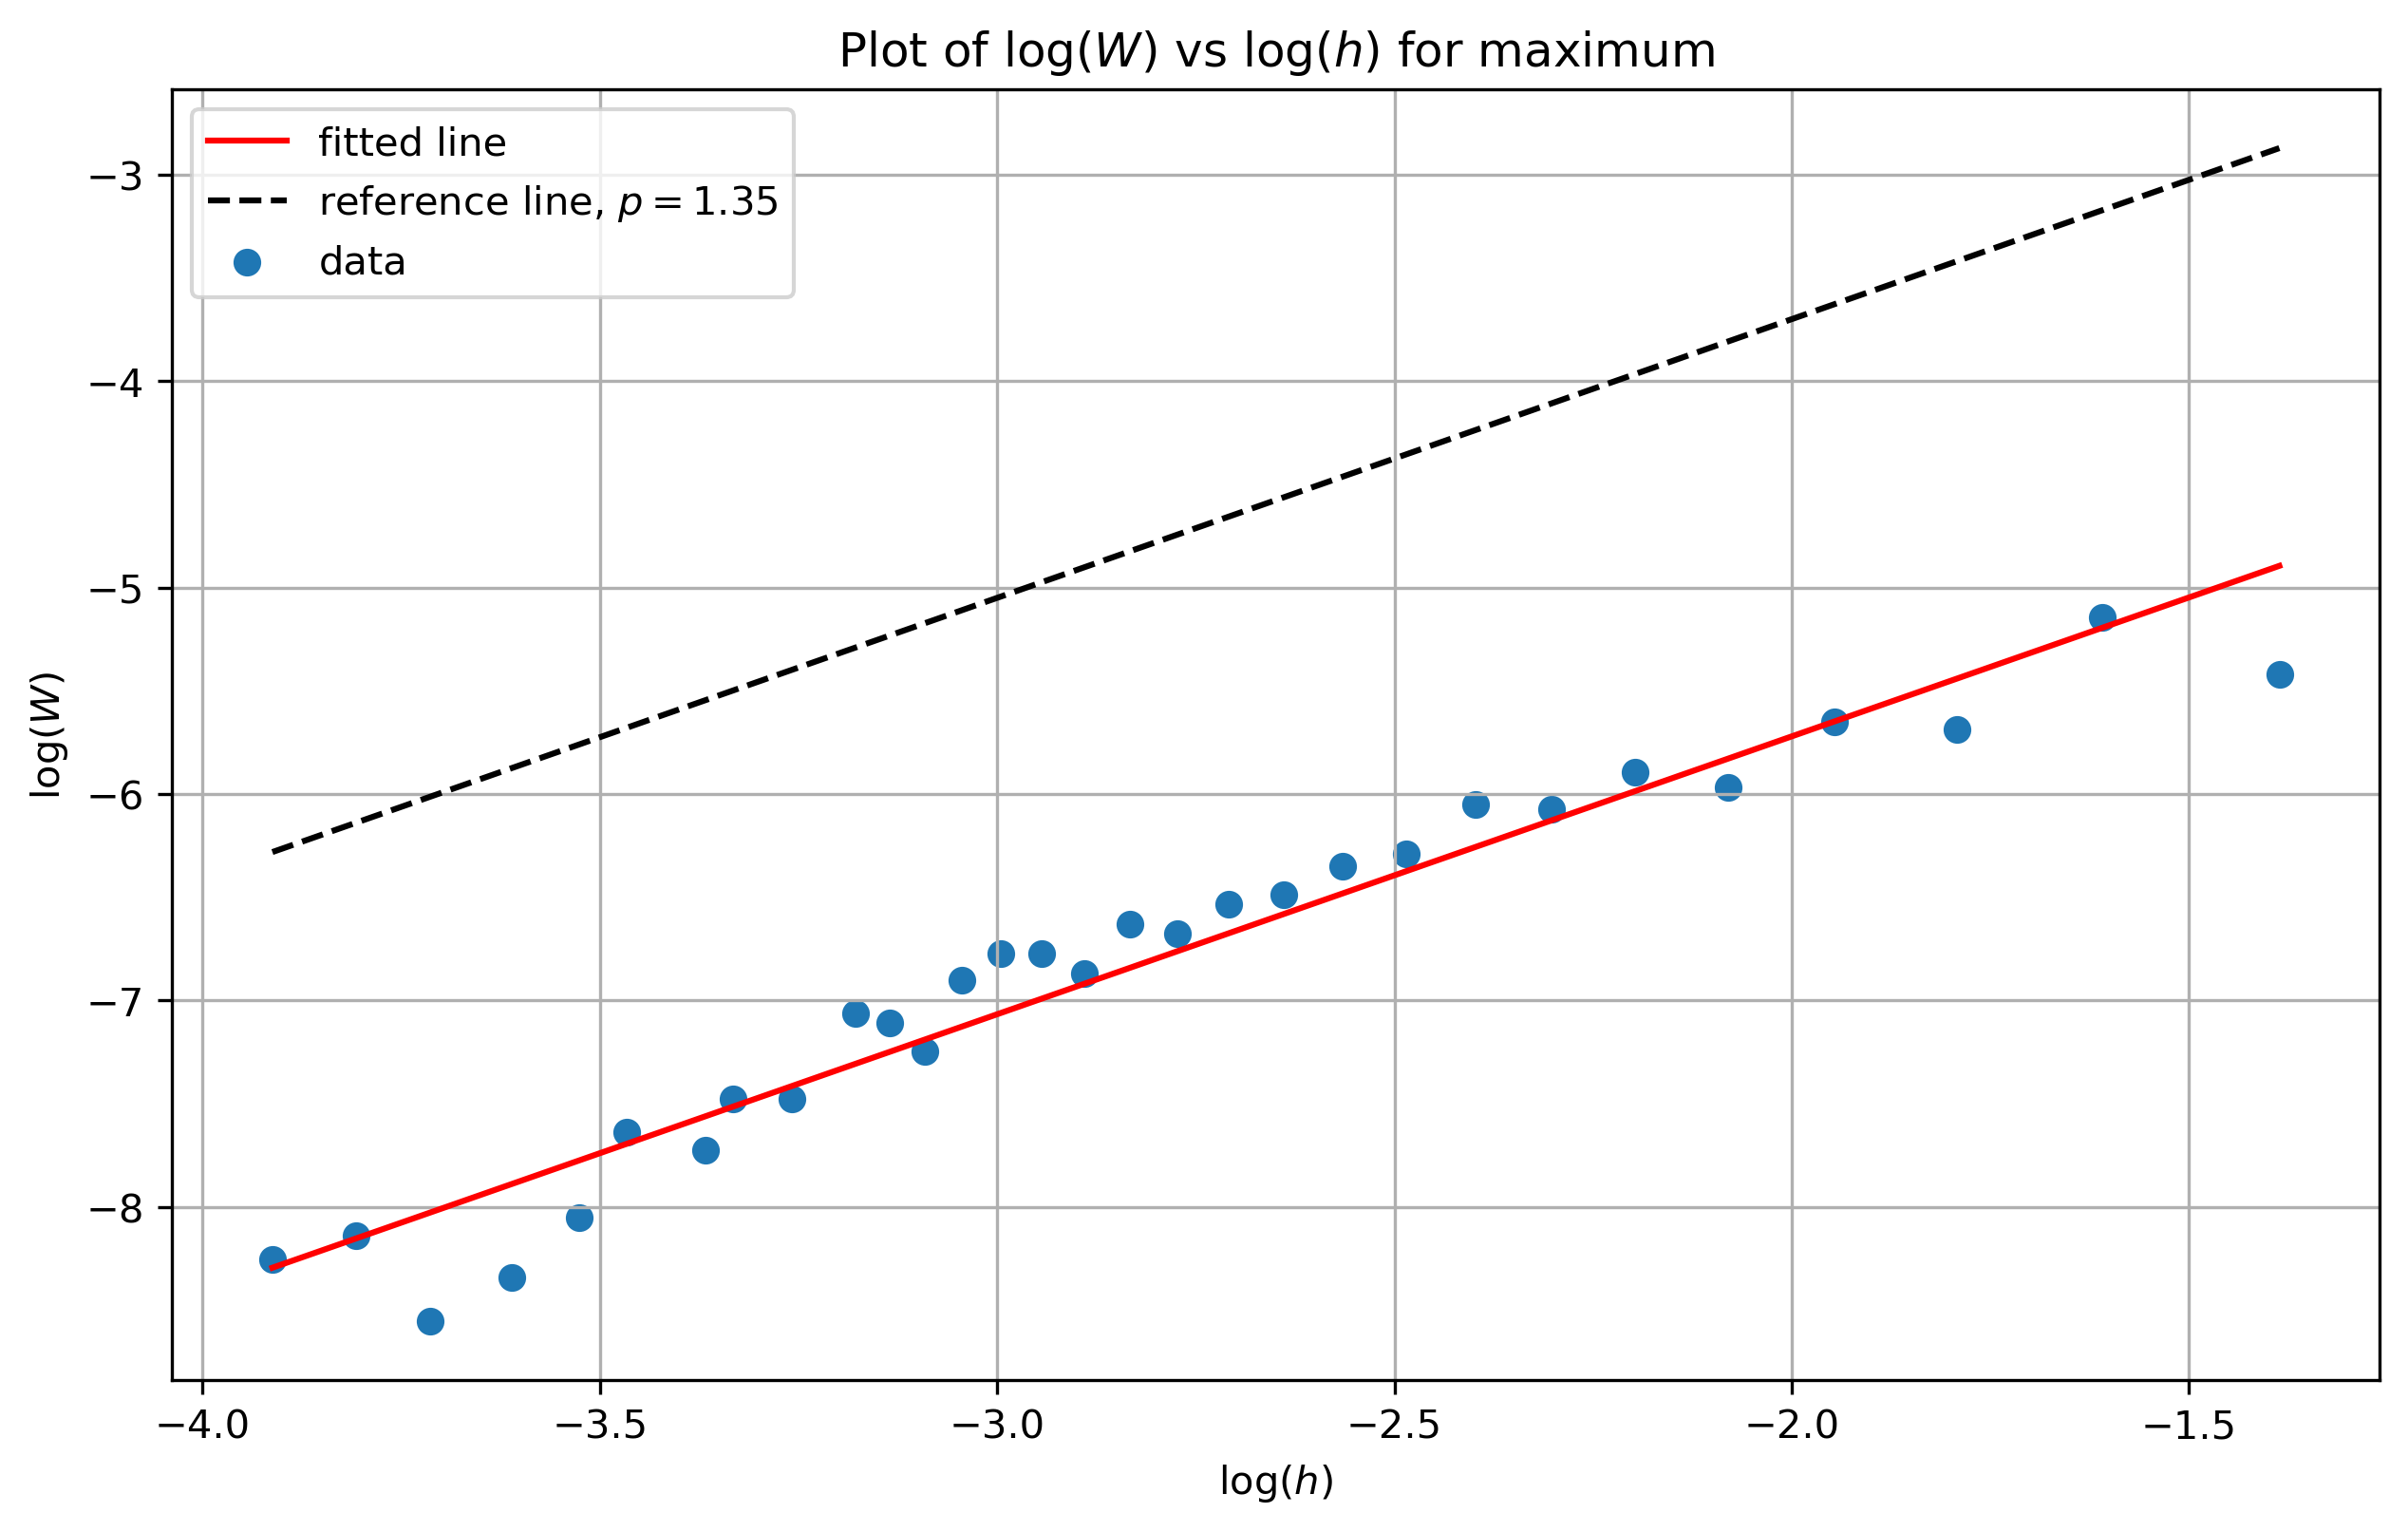 Plot of log(W) vs log(h) for maximum
fitted line
reference line, p = 1.35
data
−3
−4
−5
−6
−7
−8
log(W)
−4.0
−3.5
−3.0
−2.5
−2.0
−1.5
log(h)